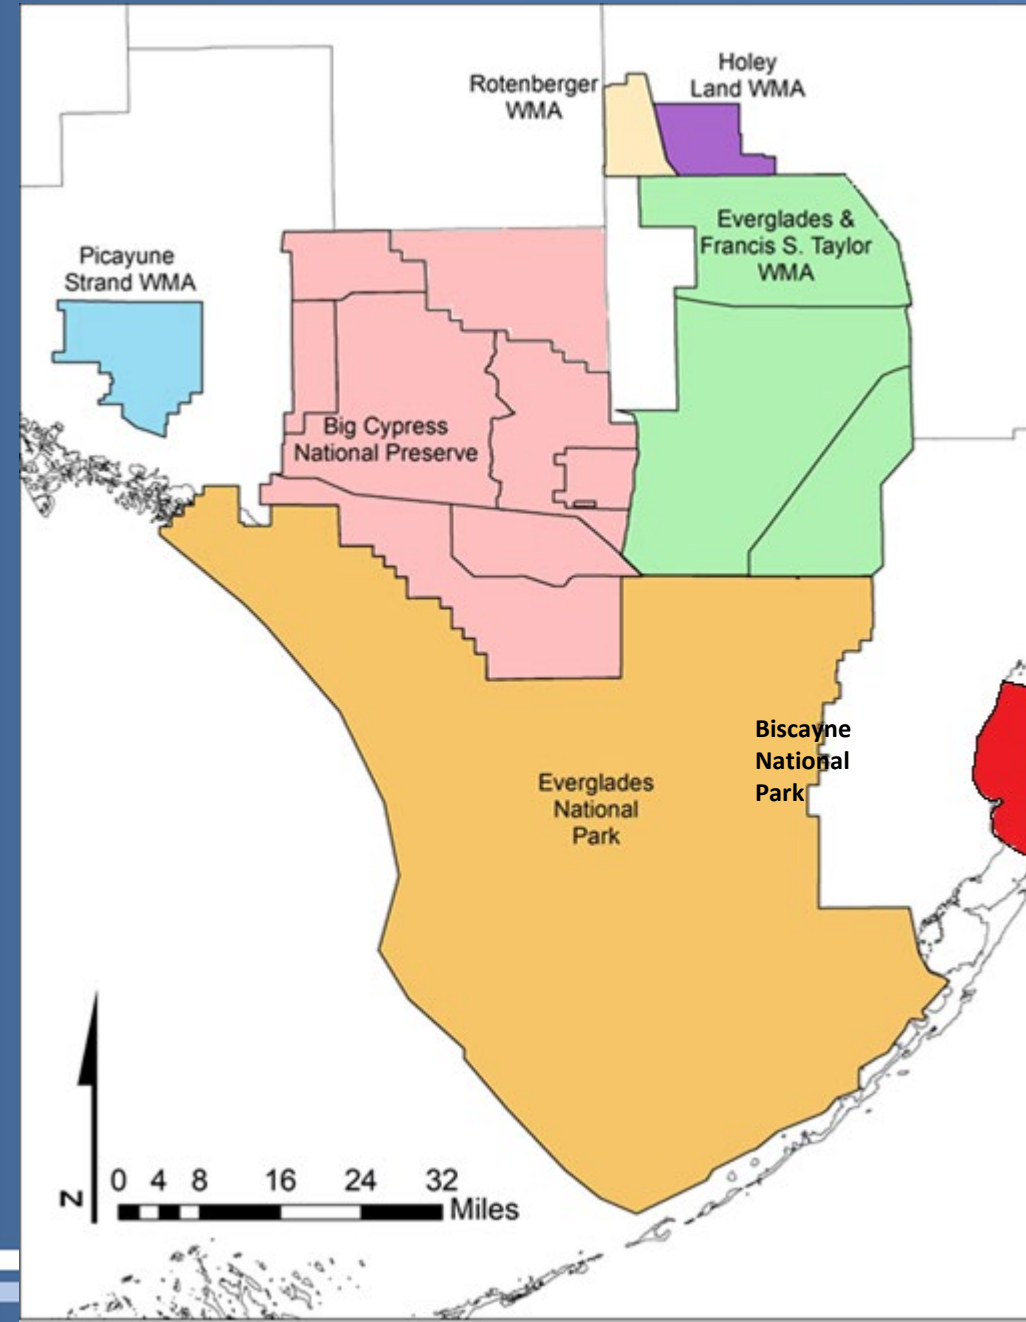 Rotenberger
WMA
Holey
Land WMA
Everglades &
Francis S. Taylor
WMA
Picayune
Strand WMA
Big Cypress
National Preserve
Biscayne
National
Park
Everglades
National
Park
N
0 4 8 16 24 32
Miles